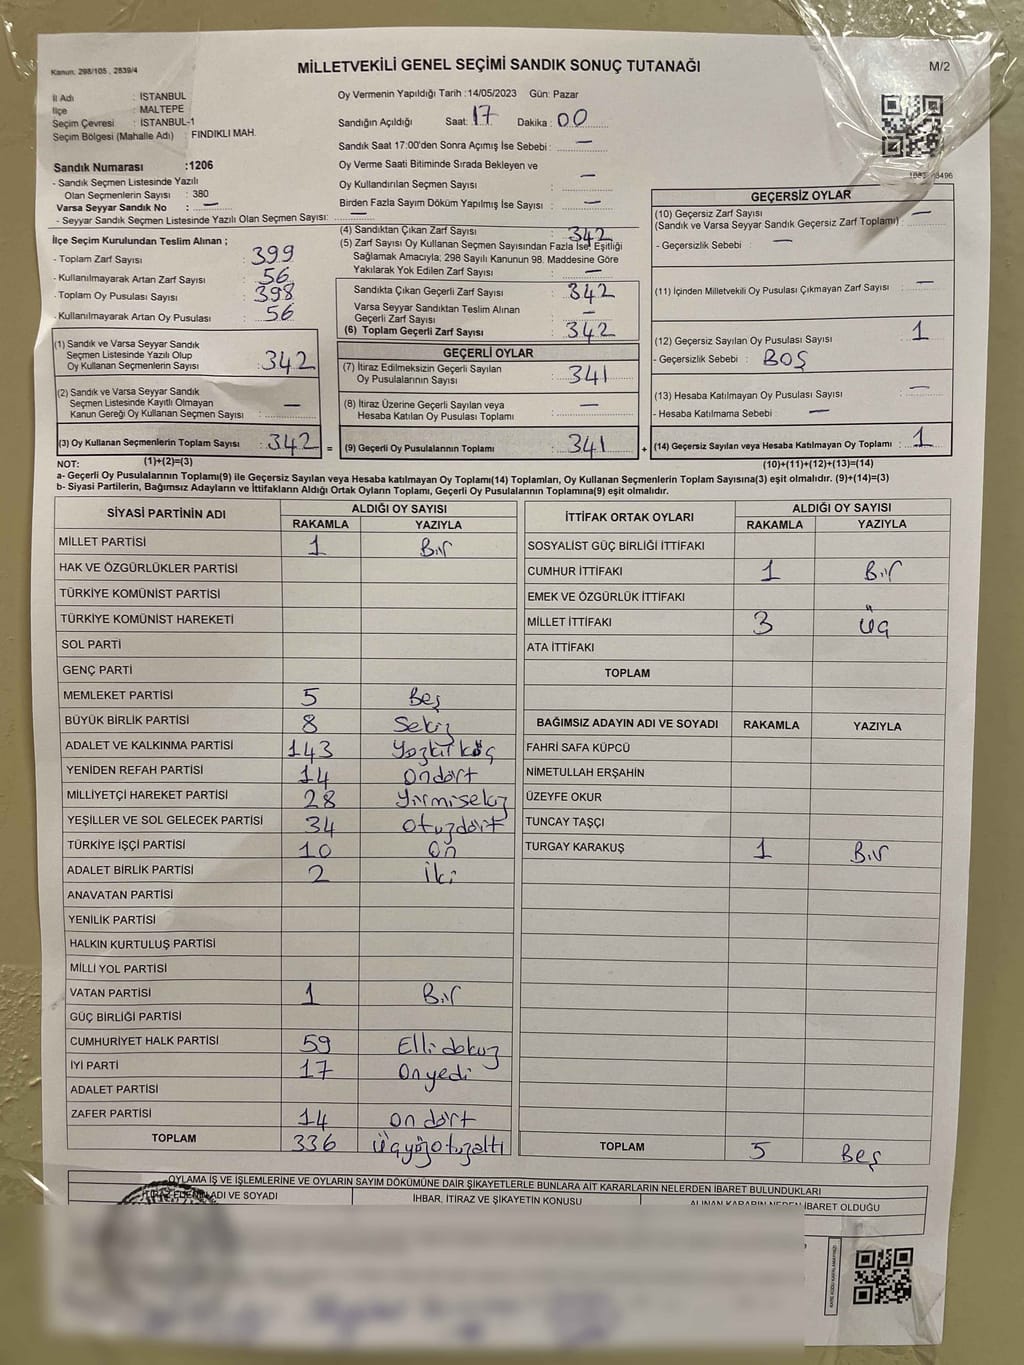 Kanun: 298/105, 2839/4
MİLLETVEKİLİ GENEL SEÇİMİ SANDIK SONUÇ TUTANAĞI
M/2
İl Adı : İSTANBUL
İlçe : MALTEPE
Seçim Çevresi : İSTANBUL-1
Seçim Bölgesi (Mahalle Adı) : FINDIKLI MAH.
Sandık Numarası :1206
- Sandık Seçmen Listesinde Yazılı
Olan Seçmenlerin Sayısı : 380
Varsa Seyyar Sandık No : —
- Seyyar Sandık Seçmen Listesinde Yazılı Olan Seçmen Sayısı: —
Oy Vermenin Yapıldığı Tarih :14/05/2023 Gün: Pazar
Sandığın Açıldığı Saat: 17 Dakika : 00
Sandık Saat 17:00'den Sonra Açımış İse Sebebi : —
Oy Verme Saati Bitiminde Sırada Bekleyen ve
Oy Kullandırılan Seçmen Sayısı : —
Birden Fazla Sayım Döküm Yapılmış İse Sayısı : —
İlçe Seçim Kurulundan Teslim Alınan ;
- Toplam Zarf Sayısı : 399
- Kullanılmayarak Artan Zarf Sayısı : 56
- Toplam Oy Pusulası Sayısı : 398
- Kullanılmayarak Artan Oy Pusulası : 56
(4) Sandıktan Çıkan Zarf Sayısı : 342
(5) Zarf Sayısı Oy Kullanan Seçmen Sayısından Fazla İse, Eşitliği
Sağlamak Amacıyla; 298 Sayılı Kanunun 98. Maddesine Göre
Yakılarak Yok Edilen Zarf Sayısı : —
Sandıkta Çıkan Geçerli Zarf Sayısı : 342
Varsa Seyyar Sandıktan Teslim Alınan
Geçerli Zarf Sayısı : —
(6) Toplam Geçerli Zarf Sayısı : 342
GEÇERSİZ OYLAR
(10) Geçersiz Zarf Sayısı
(Sandık ve Varsa Seyyar Sandık Geçersiz Zarf Toplamı) : —
- Geçersizlik Sebebi : —
(11) İçinden Milletvekili Oy Pusulası Çıkmayan Zarf Sayısı : —
(12) Geçersiz Sayılan Oy Pusulası Sayısı : 1
- Geçersizlik Sebebi : BOŞ
(13) Hesaba Katılmayan Oy Pusulası Sayısı : —
- Hesaba Katılmama Sebebi : —
(14) Geçersiz Sayılan veya Hesaba Katılmayan Oy Toplamı : 1
(1) Sandık ve Varsa Seyyar Sandık
Seçmen Listesinde Yazılı Olup
Oy Kullanan Seçmenlerin Sayısı : 342
(2) Sandık ve Varsa Seyyar Sandık
Seçmen Listesinde Kayıtlı Olmayan
Kanun Gereği Oy Kullanan Seçmen Sayısı : —
(3) Oy Kullanan Seçmenlerin Toplam Sayısı : 342 =
GEÇERLİ OYLAR
(7) İtiraz Edilmeksizin Geçerli Sayılan
Oy Pusulalarının Sayısı : 341
(8) İtiraz Üzerine Geçerli Sayılan veya
Hesaba Katılan Oy Pusulası Toplamı : —
(9) Geçerli Oy Pusulalarının Toplamı : 341 +
NOT: (1)+(2)=(3)
(10)+(11)+(12)+(13)=(14)
a- Geçerli Oy Pusulalarının Toplamı(9) ile Geçersiz Sayılan veya Hesaba katılmayan Oy Toplamı(14) Toplamları, Oy Kullanan Seçmenlerin Toplam Sayısına(3) eşit olmalıdır. (9)+(14)=(3)
b- Siyasi Partilerin, Bağımsız Adayların ve İttifakların Aldığı Ortak Oyların Toplamı, Geçerli Oy Pusulalarının Toplamına(9) eşit olmalıdır.
SİYASİ PARTİNİN ADI ALDIĞI OY SAYISI
RAKAMLA YAZIYLA
MİLLET PARTİSİ 1 Bir
HAK VE ÖZGÜRLÜKLER PARTİSİ
TÜRKİYE KOMÜNİST PARTİSİ
TÜRKİYE KOMÜNİST HAREKETİ
SOL PARTİ
GENÇ PARTİ
MEMLEKET PARTİSİ 5 Beş
BÜYÜK BİRLİK PARTİSİ 8 Sekiz
ADALET VE KALKINMA PARTİSİ 143 Yüzkırküç
YENİDEN REFAH PARTİSİ 14 Ondört
MİLLİYETÇİ HAREKET PARTİSİ 28 Yirmisekiz
YEŞİLLER VE SOL GELECEK PARTİSİ 34 Otuzdört
TÜRKİYE İŞÇİ PARTİSİ 10 On
ADALET BİRLİK PARTİSİ 2 İki
ANAVATAN PARTİSİ
YENİLİK PARTİSİ
HALKIN KURTULUŞ PARTİSİ
MİLLİ YOL PARTİSİ
VATAN PARTİSİ 1 Bir
GÜÇ BİRLİĞİ PARTİSİ
CUMHURİYET HALK PARTİSİ 59 Elli dokuz
İYİ PARTİ 17 Onyedi
ADALET PARTİSİ
ZAFER PARTİSİ 14 on dört
TOPLAM 336 Üçyüzotuzaltı
İTTİFAK ORTAK OYLARI ALDIĞI OY SAYISI
RAKAMLA YAZIYLA
SOSYALİST GÜÇ BİRLİĞİ İTTİFAKI
CUMHUR İTTİFAKI 1 Bir
EMEK VE ÖZGÜRLÜK İTTİFAKI
MİLLET İTTİFAKI 3 Üç
ATA İTTİFAKI
TOPLAM
BAĞIMSIZ ADAYIN ADI VE SOYADI RAKAMLA YAZIYLA
FAHRİ SAFA KÜPCÜ
NİMETULLAH ERŞAHİN
ÜZEYFE OKUR
TUNCAY TAŞÇI
TURGAY KARAKUŞ 1 Bir
TOPLAM 5 Beş
OYLAMA İŞ VE İŞLEMLERİNE VE OYLARIN SAYIM DÖKÜMÜNE DAİR ŞİKAYETLERLE BUNLARA AİT KARARLARIN NELERDEN İBARET BULUNDUKLARI
İTİRAZ EDENİN ADI VE SOYADI İHBAR, İTİRAZ VE ŞİKAYETİN KONUSU ALINAN KARARIN NEDEN İBARET OLDUĞU